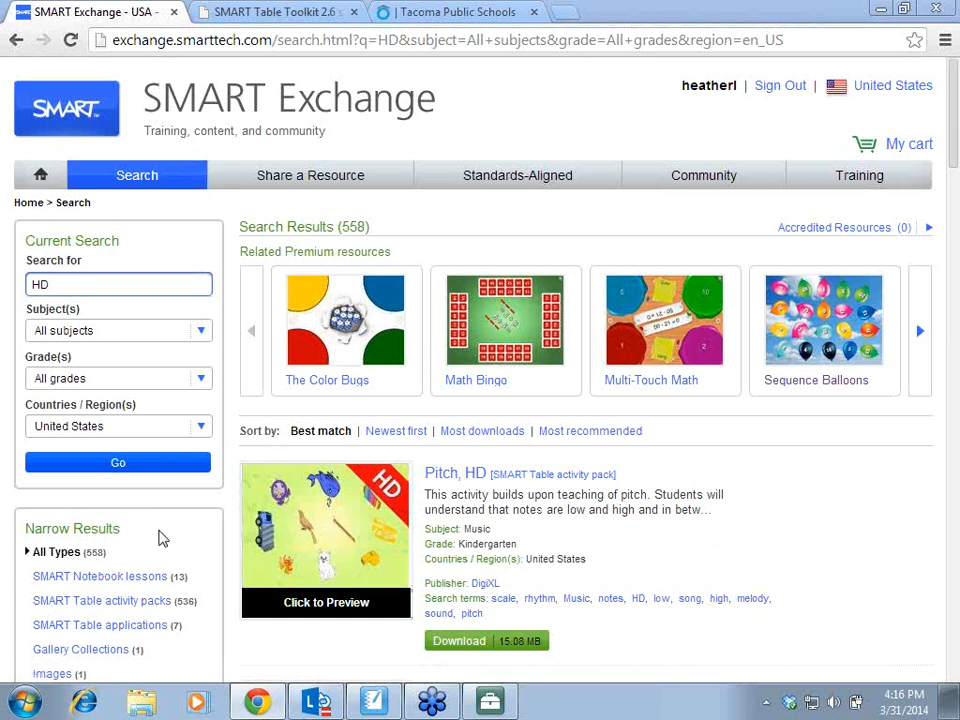 SMART Exchange - USA -
SMART Table Toolkit 2.6 s
| Tacoma Public Schools
exchange.smarttech.com/search.html?q=HD&subject=All+subjects&grade=All+grades&region=en_US
SMART
SMART Exchange
Training, content, and community
heatherl | Sign Out | United States
My cart
Search
Share a Resource
Standards-Aligned
Community
Training
Home > Search
Current Search
Search for
HD
Subject(s)
All subjects
Grade(s)
All grades
Countries / Region(s)
United States
Go
Narrow Results
All Types (558)
SMART Notebook lessons (13)
SMART Table activity packs (536)
SMART Table applications (7)
Gallery Collections (1)
Images (1)
Search Results (558)
Accredited Resources (0)
Related Premium resources
The Color Bugs
Math Bingo
Multi-Touch Math
Sequence Balloons
Sort by: Best match | Newest first | Most downloads | Most recommended
HD
Click to Preview
Pitch, HD [SMART Table activity pack]
This activity builds upon teaching of pitch. Students will
understand that notes are low and high and in betw...
Subject: Music
Grade: Kindergarten
Countries / Region(s): United States
Publisher: DigiXL
Search terms: scale, rhythm, Music, notes, HD, low, song, high, melody,
sound, pitch
Download 15.08 MB
4:16 PM
3/31/2014